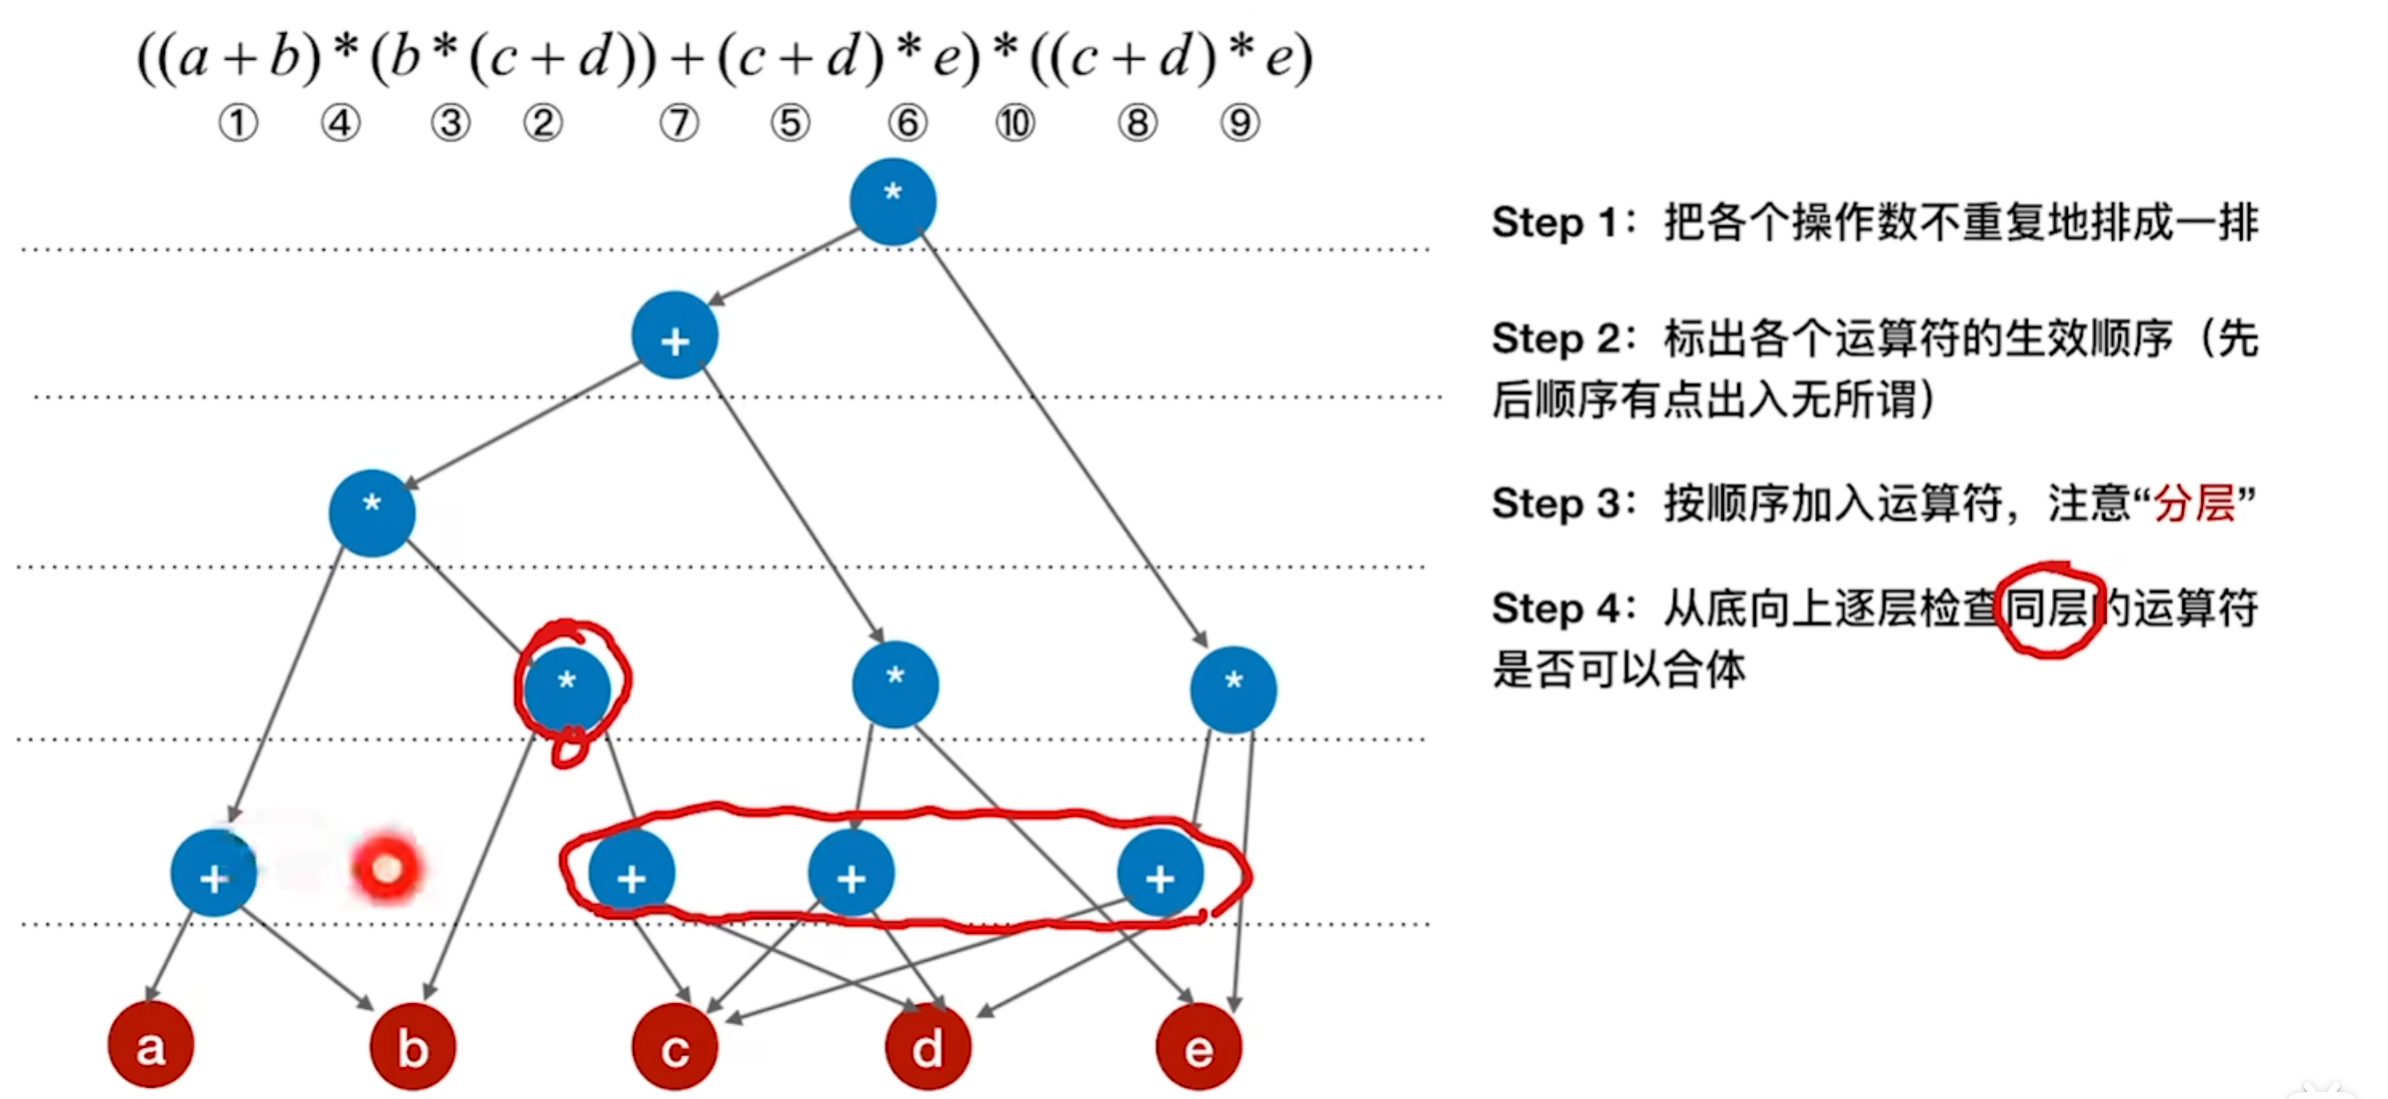 ((a+b)*(b*(c+d))+(c+d)*e)*((c+d)*e)
① ④ ③ ② ⑦ ⑤ ⑥ ⑩ ⑧ ⑨
*
+
*
* * *
+ + + +
a b c d e
Step 1：把各个操作数不重复地排成一排
Step 2：标出各个运算符的生效顺序（先
后顺序有点出入无所谓）
Step 3：按顺序加入运算符，注意“分层”
Step 4：从底向上逐层检查同层的运算符
是否可以合体